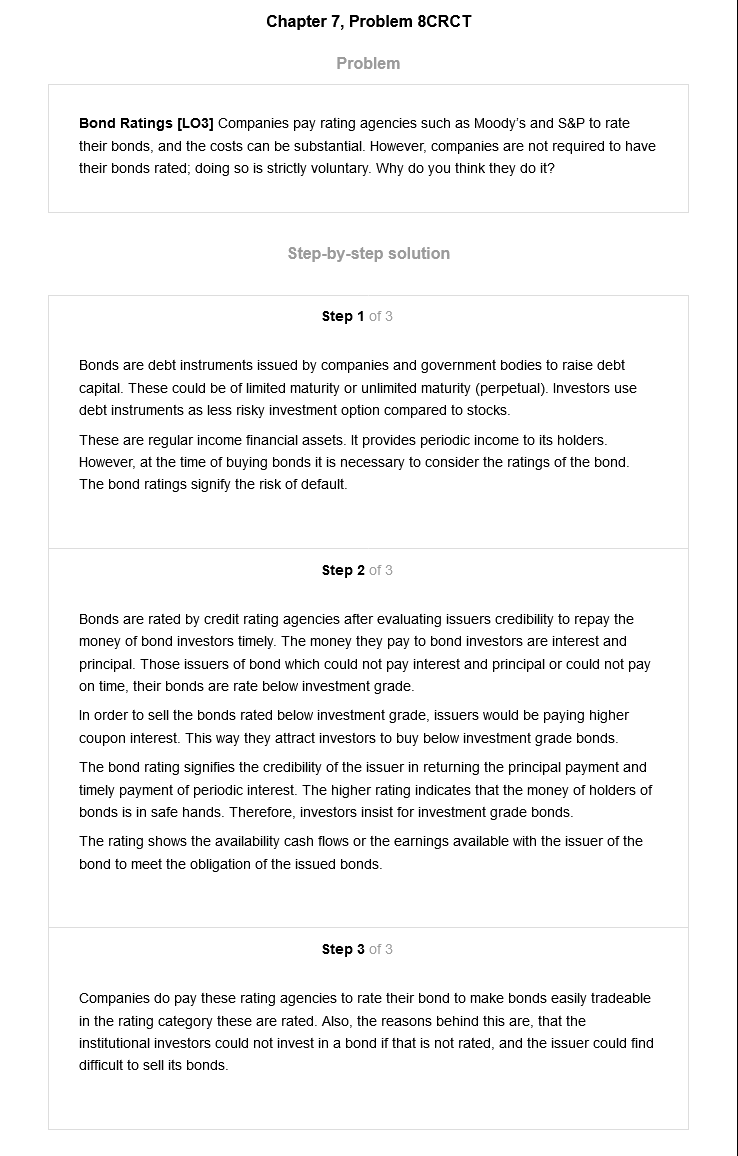 Chapter 7, Problem 8CRCT
Problem
Bond Ratings [LO3] Companies pay rating agencies such as Moody's and S&P to rate
their bonds, and the costs can be substantial. However, companies are not required to have
their bonds rated; doing so is strictly voluntary. Why do you think they do it?
Step-by-step solution
Step 1 of 3
Bonds are debt instruments issued by companies and government bodies to raise debt
capital. These could be of limited maturity or unlimited maturity (perpetual). Investors use
debt instruments as less risky investment option compared to stocks.
These are regular income financial assets. It provides periodic income to its holders.
However, at the time of buying bonds it is necessary to consider the ratings of the bond.
The bond ratings signify the risk of default.
Step 2 of 3
Bonds are rated by credit rating agencies after evaluating issuers credibility to repay the
money of bond investors timely. The money they pay to bond investors are interest and
principal. Those issuers of bond which could not pay interest and principal or could not pay
on time, their bonds are rate below investment grade.
In order to sell the bonds rated below investment grade, issuers would be paying higher
coupon interest. This way they attract investors to buy below investment grade bonds.
The bond rating signifies the credibility of the issuer in returning the principal payment and
timely payment of periodic interest. The higher rating indicates that the money of holders of
bonds is in safe hands. Therefore, investors insist for investment grade bonds.
The rating shows the availability cash flows or the earnings available with the issuer of the
bond to meet the obligation of the issued bonds.
Step 3 of 3
Companies do pay these rating agencies to rate their bond to make bonds easily tradeable
in the rating category these are rated. Also, the reasons behind this are, that the
institutional investors could not invest in a bond if that is not rated, and the issuer could find
difficult to sell its bonds.